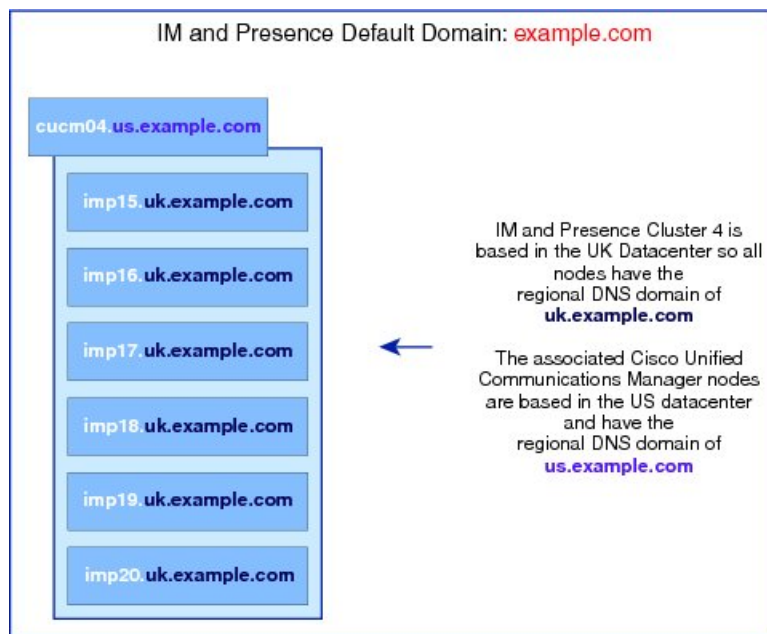 IM and Presence Default Domain: example.com
cucm04.us.example.com
imp15.uk.example.com
imp16.uk.example.com
imp17.uk.example.com
imp18.uk.example.com
imp19.uk.example.com
imp20.uk.example.com
IM and Presence Cluster 4 is
based in the UK Datacenter so all
nodes have the
regional DNS domain of
uk.example.com
The associated Cisco Unified
Communications Manager nodes
are based in the US datacenter
and have the
regional DNS domain of
us.example.com